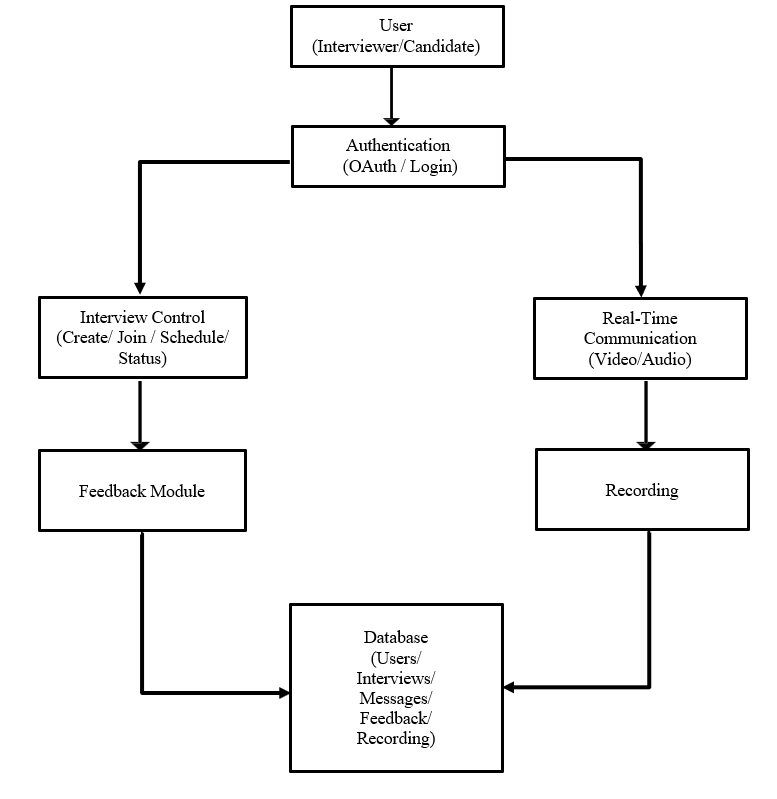 User
(Interviewer/Candidate)
Authentication
(OAuth / Login)
Interview Control
(Create/ Join / Schedule/
Status)
Real-Time
Communication
(Video/Audio)
Feedback Module
Recording
Database
(Users/
Interviews/
Messages/
Feedback/
Recording)